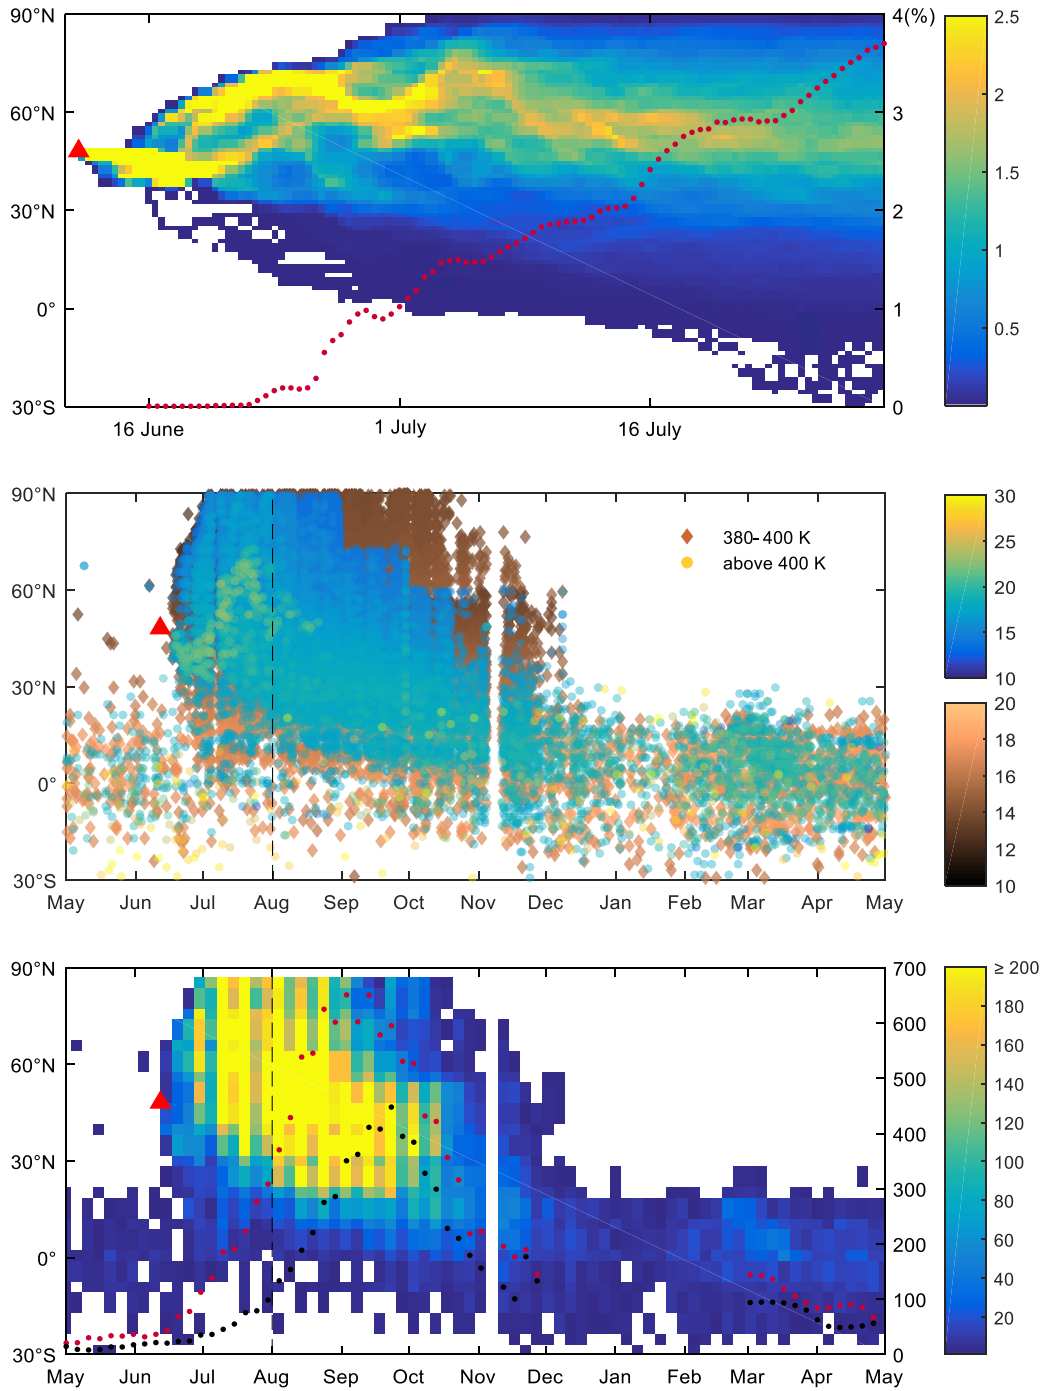 90°N
60°N
30°N
0°
30°S
16 June
1 July
16 July
4(%)
3
2
1
0
2.5
2
1.5
1
0.5
90°N
60°N
30°N
0°
30°S
May
Jun
Jul
Aug
Sep
Oct
Nov
Dec
Jan
Feb
Mar
Apr
May
380-400 K
above 400 K
30
25
20
15
10
20
18
16
14
12
10
90°N
60°N
30°N
0°
30°S
May
Jun
Jul
Aug
Sep
Oct
Nov
Dec
Jan
Feb
Mar
Apr
May
700
600
500
400
300
200
100
0
≥ 200
180
160
140
120
100
80
60
40
20